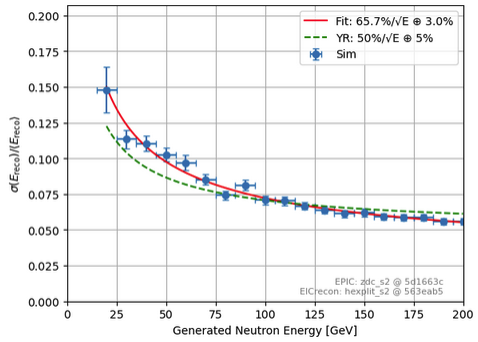 0.200
0.175
0.150
0.125
0.100
0.075
0.050
0.025
0.000
σ(E_reco)/⟨E_reco⟩
Fit: 65.7%/√E ⊕ 3.0%
YR: 50%/√E ⊕ 5%
Sim
EPIC: zdc_s2 @ 5d1663c
EICrecon: hexplit_s2 @ 563eab5
0 25 50 75 100 125 150 175 200
Generated Neutron Energy [GeV]